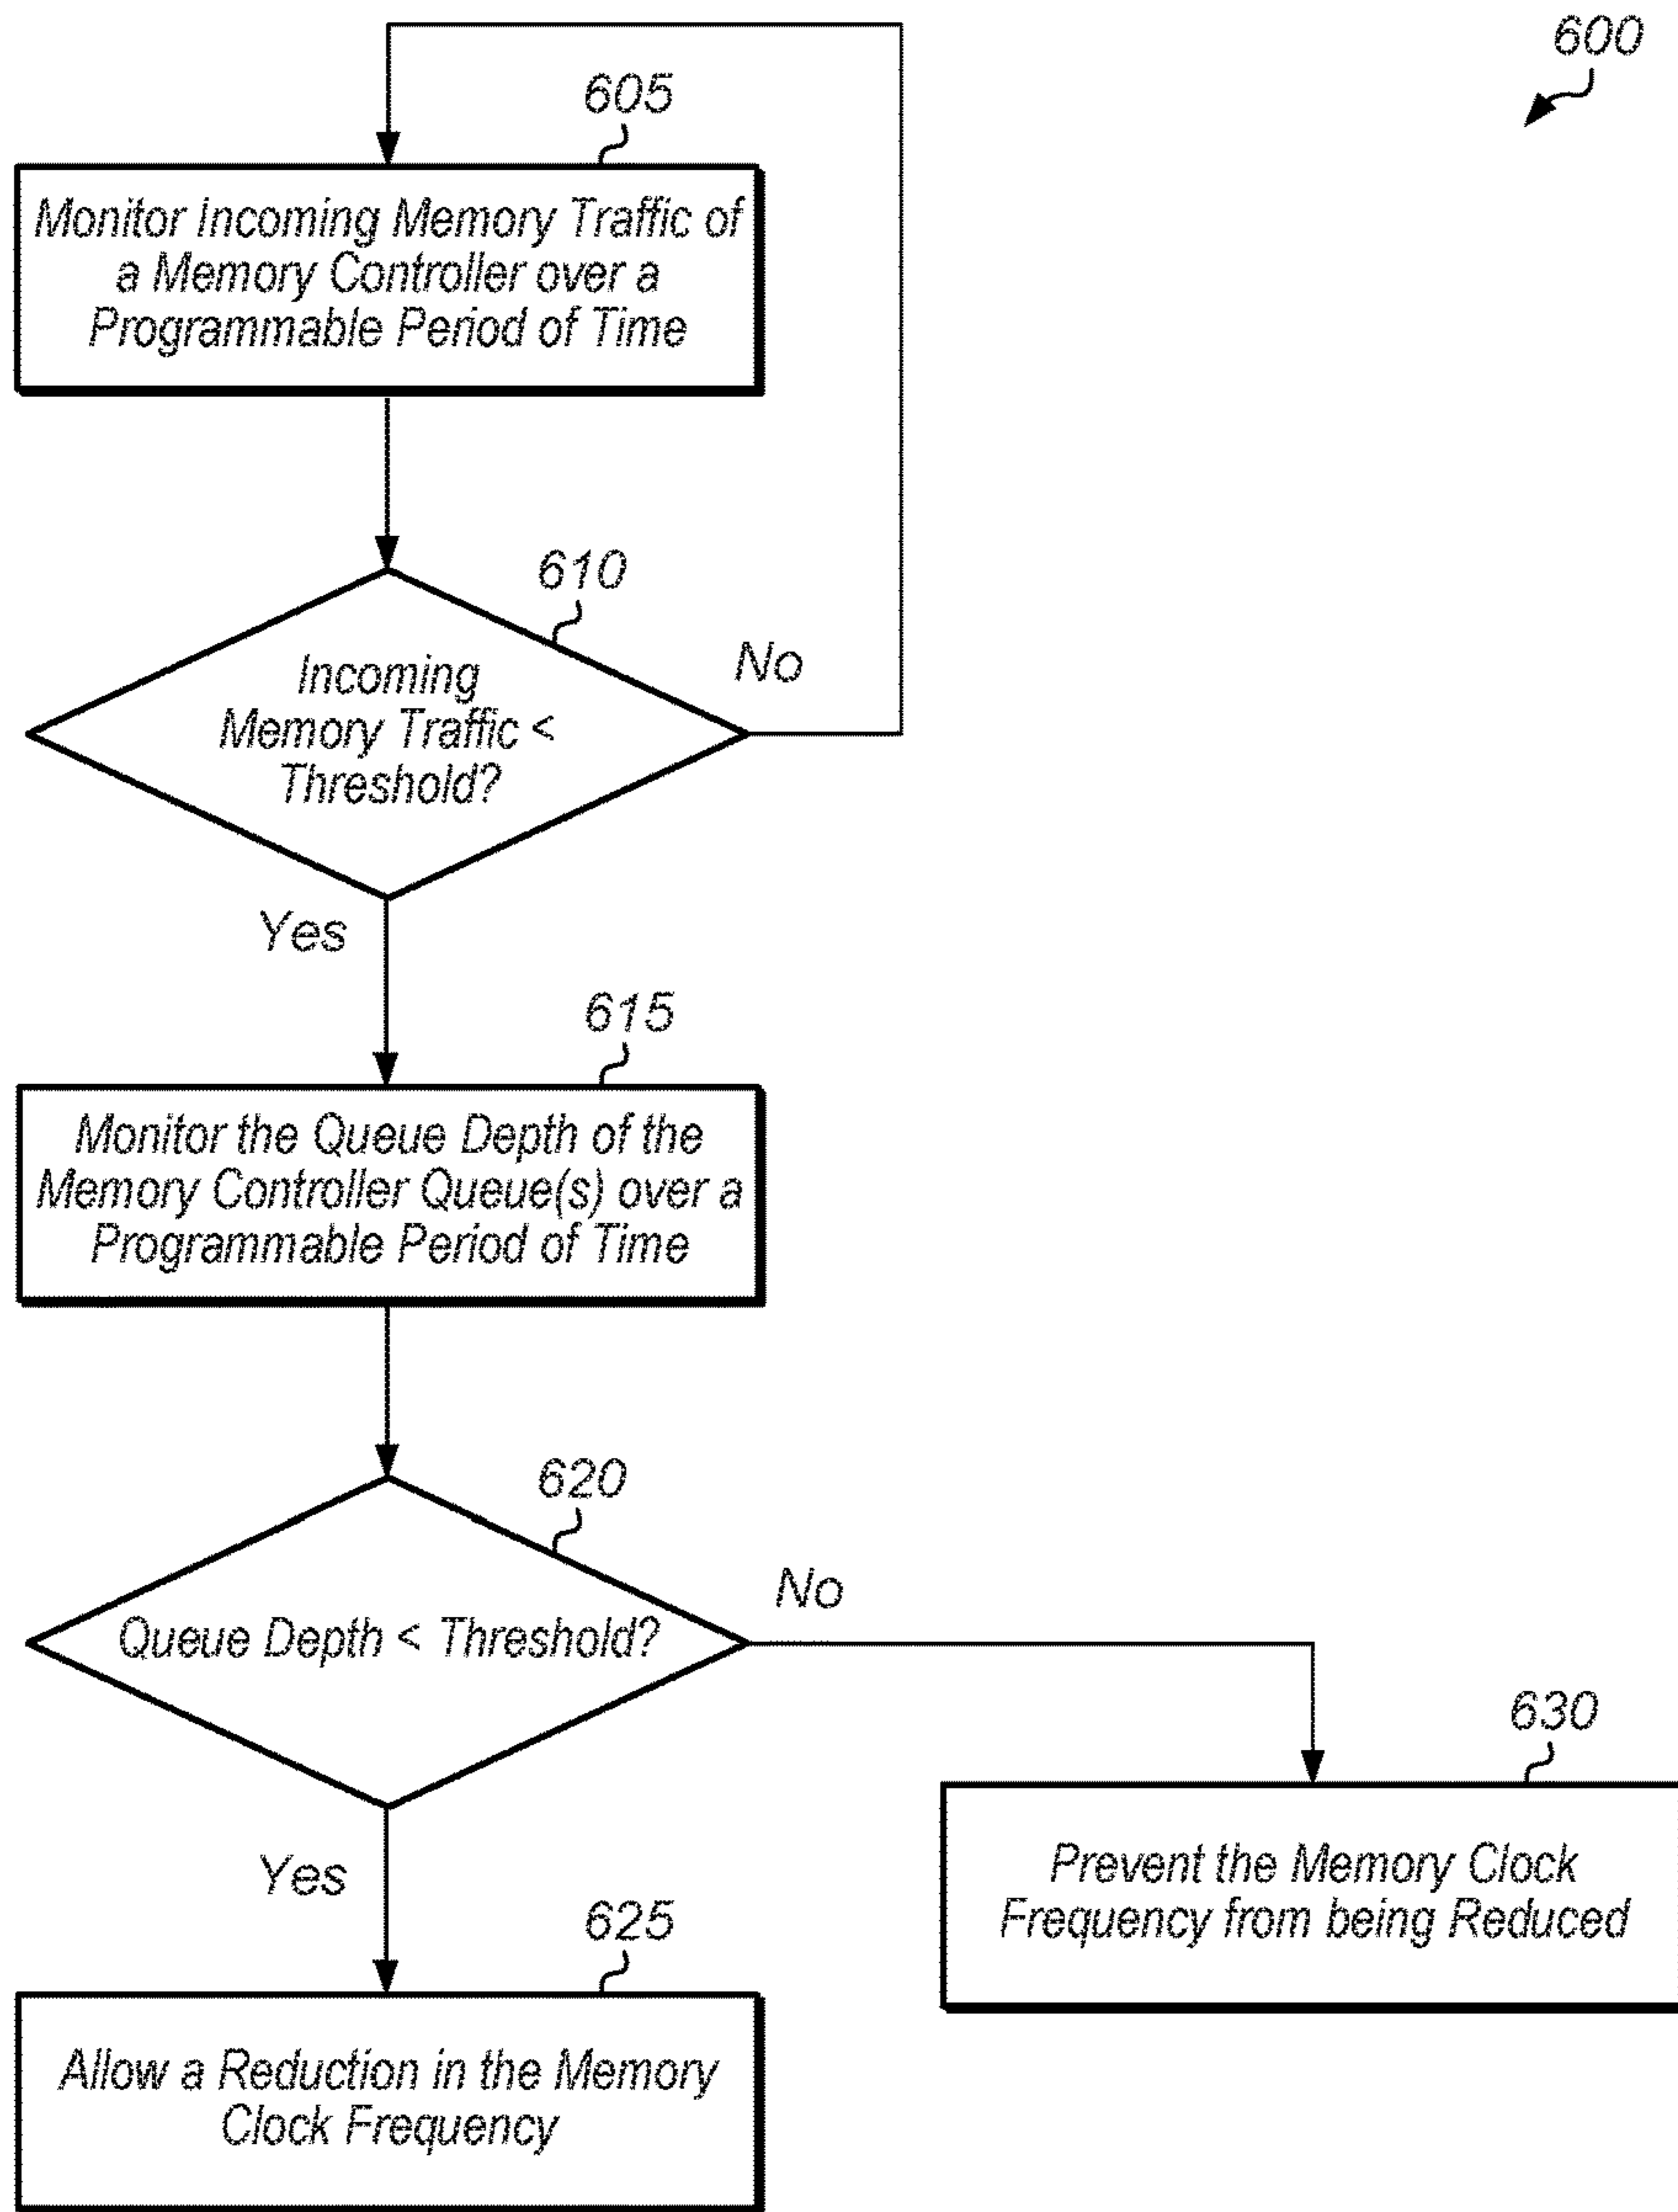 600
605
Monitor Incoming Memory Traffic of
a Memory Controller over a
Programmable Period of Time
610
Incoming
Memory Traffic <
Threshold?
No
Yes
615
Monitor the Queue Depth of the
Memory Controller Queue(s) over a
Programmable Period of Time
620
Queue Depth < Threshold?
No
Yes
630
Prevent the Memory Clock
Frequency from being Reduced
625
Allow a Reduction in the Memory
Clock Frequency